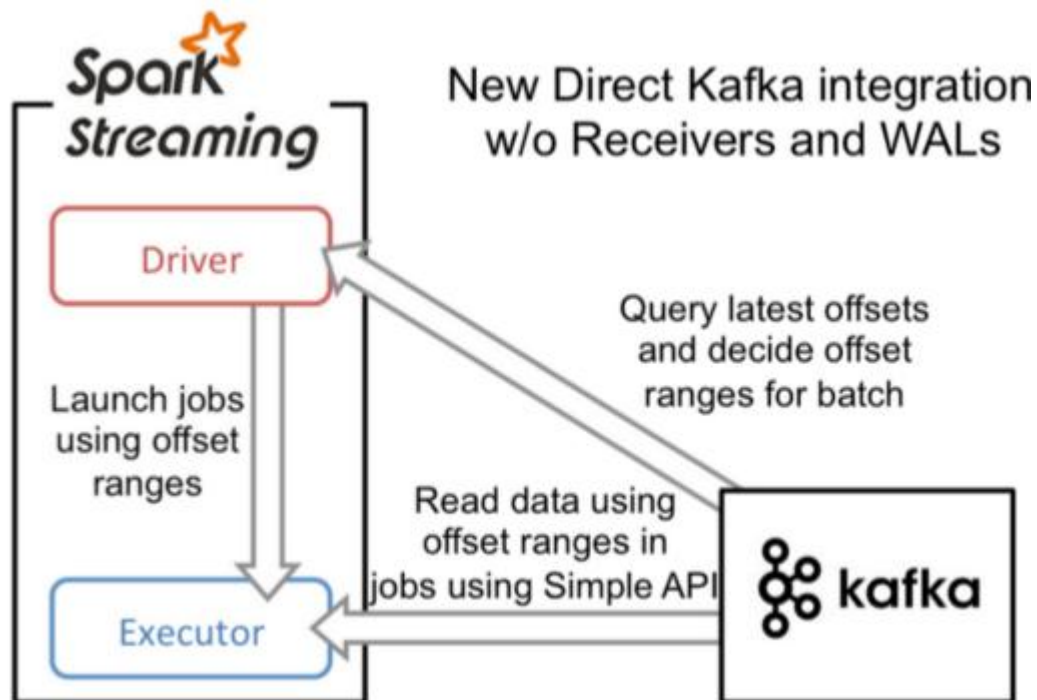 Spark
Streaming
New Direct Kafka integration
w/o Receivers and WALs
Driver
Query latest offsets
and decide offset
ranges for batch
Launch jobs
using offset
ranges
Read data using
offset ranges in
jobs using Simple API
kafka
Executor